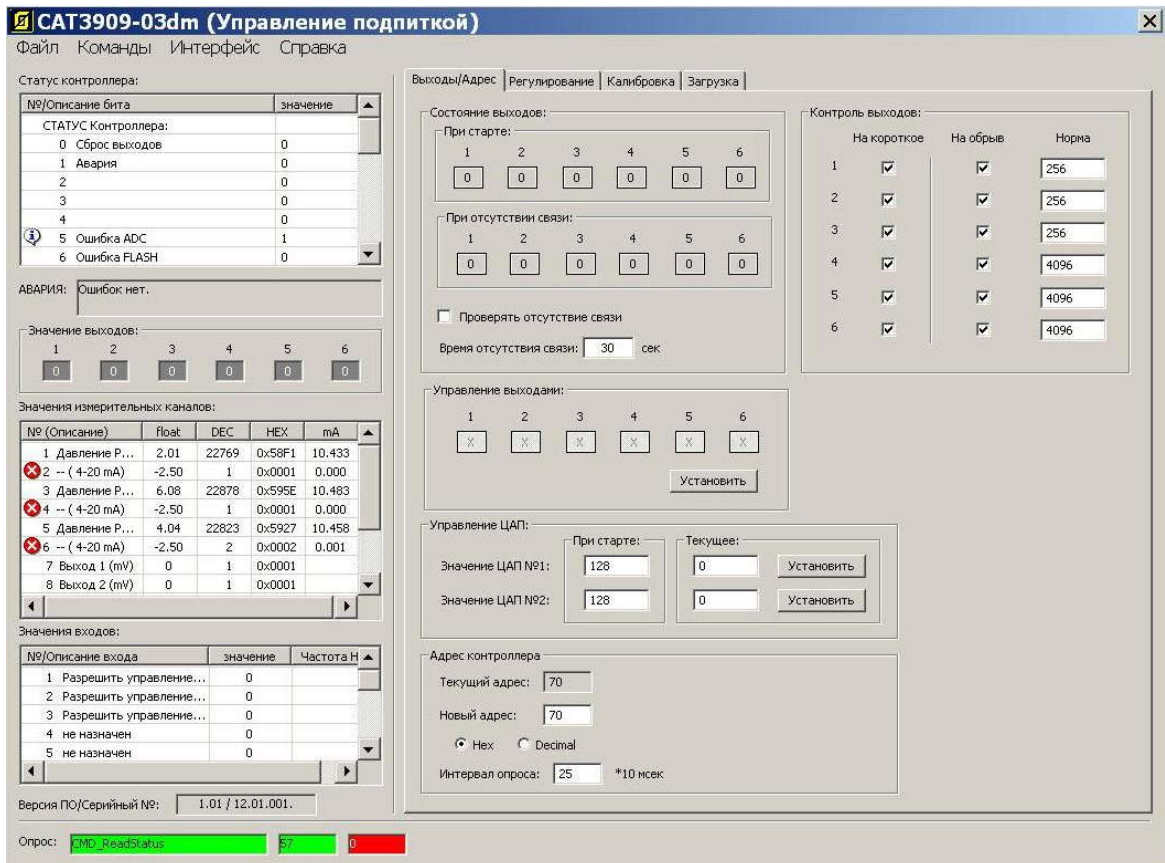 CAT3909-03dm (Управление подпиткой)
Файл Команды Интерфейс Справка
Статус контроллера:
№/Описание бита значение
СТАТУС Контроллера:
0 Сброс выходов 0
1 Авария 0
2 0
3 0
4 0
5 Ошибка ADC 1
6 Ошибка FLASH 0
АВАРИЯ: Ошибок нет.
Значение выходов:
1 2 3 4 5 6
0 0 0 0 0 0
Значения измерительных каналов:
№ (Описание) float DEC HEX mA
1 Давление Р... 2.01 22769 0x58F1 10.433
2 -- ( 4-20 mA) -2.50 1 0x0001 0.000
3 Давление Р... 6.08 22878 0x595E 10.483
4 -- ( 4-20 mA) -2.50 1 0x0001 0.000
5 Давление Р... 4.04 22823 0x5927 10.458
6 -- ( 4-20 mA) -2.50 2 0x0002 0.001
7 Выход 1 (mV) 0 1 0x0001
8 Выход 2 (mV) 0 1 0x0001
Значения входов:
№/Описание входа значение Частота H
1 Разрешить управление... 0
2 Разрешить управление... 0
3 Разрешить управление... 0
4 не назначен 0
5 не назначен 0
Версия ПО/Серийный №: 1.01 / 12.01.001.
Опрос: CMD_ReadStatus 57 0
Выходы/Адрес Регулирование Калибровка Загрузка
Состояние выходов:
При старте:
1 2 3 4 5 6
0 0 0 0 0 0
При отсутствии связи:
1 2 3 4 5 6
0 0 0 0 0 0
Проверять отсутствие связи
Время отсутствия связи: 30 сек
Контроль выходов:
На короткое На обрыв Норма
1 256
2 256
3 256
4 4096
5 4096
6 4096
Управление выходами:
1 2 3 4 5 6
X X X X X X
Установить
Управление ЦАП:
При старте: Текущее:
Значение ЦАП №1: 128 0 Установить
Значение ЦАП №2: 128 0 Установить
Адрес контроллера
Текущий адрес: 70
Новый адрес: 70
Hex Decimal
Интервал опроса: 25 *10 мсек